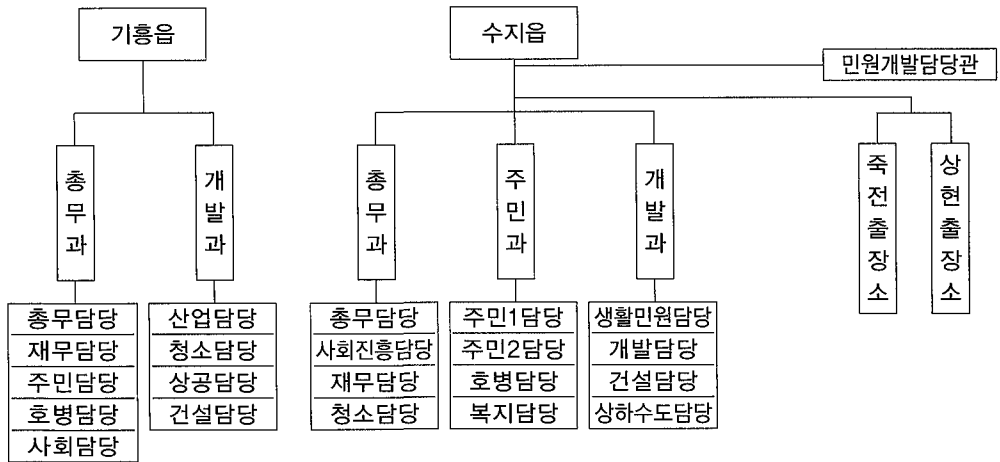 기흥읍
수지읍
민원개발담당관
총무과
개발과
총무과
주민과
개발과
죽전출장소
상현출장소
총무담당
재무담당
주민담당
호병담당
사회담당
산업담당
청소담당
상공담당
건설담당
총무담당
사회진흥담당
재무담당
청소담당
주민1담당
주민2담당
호병담당
복지담당
생활민원담당
개발담당
건설담당
상하수도담당